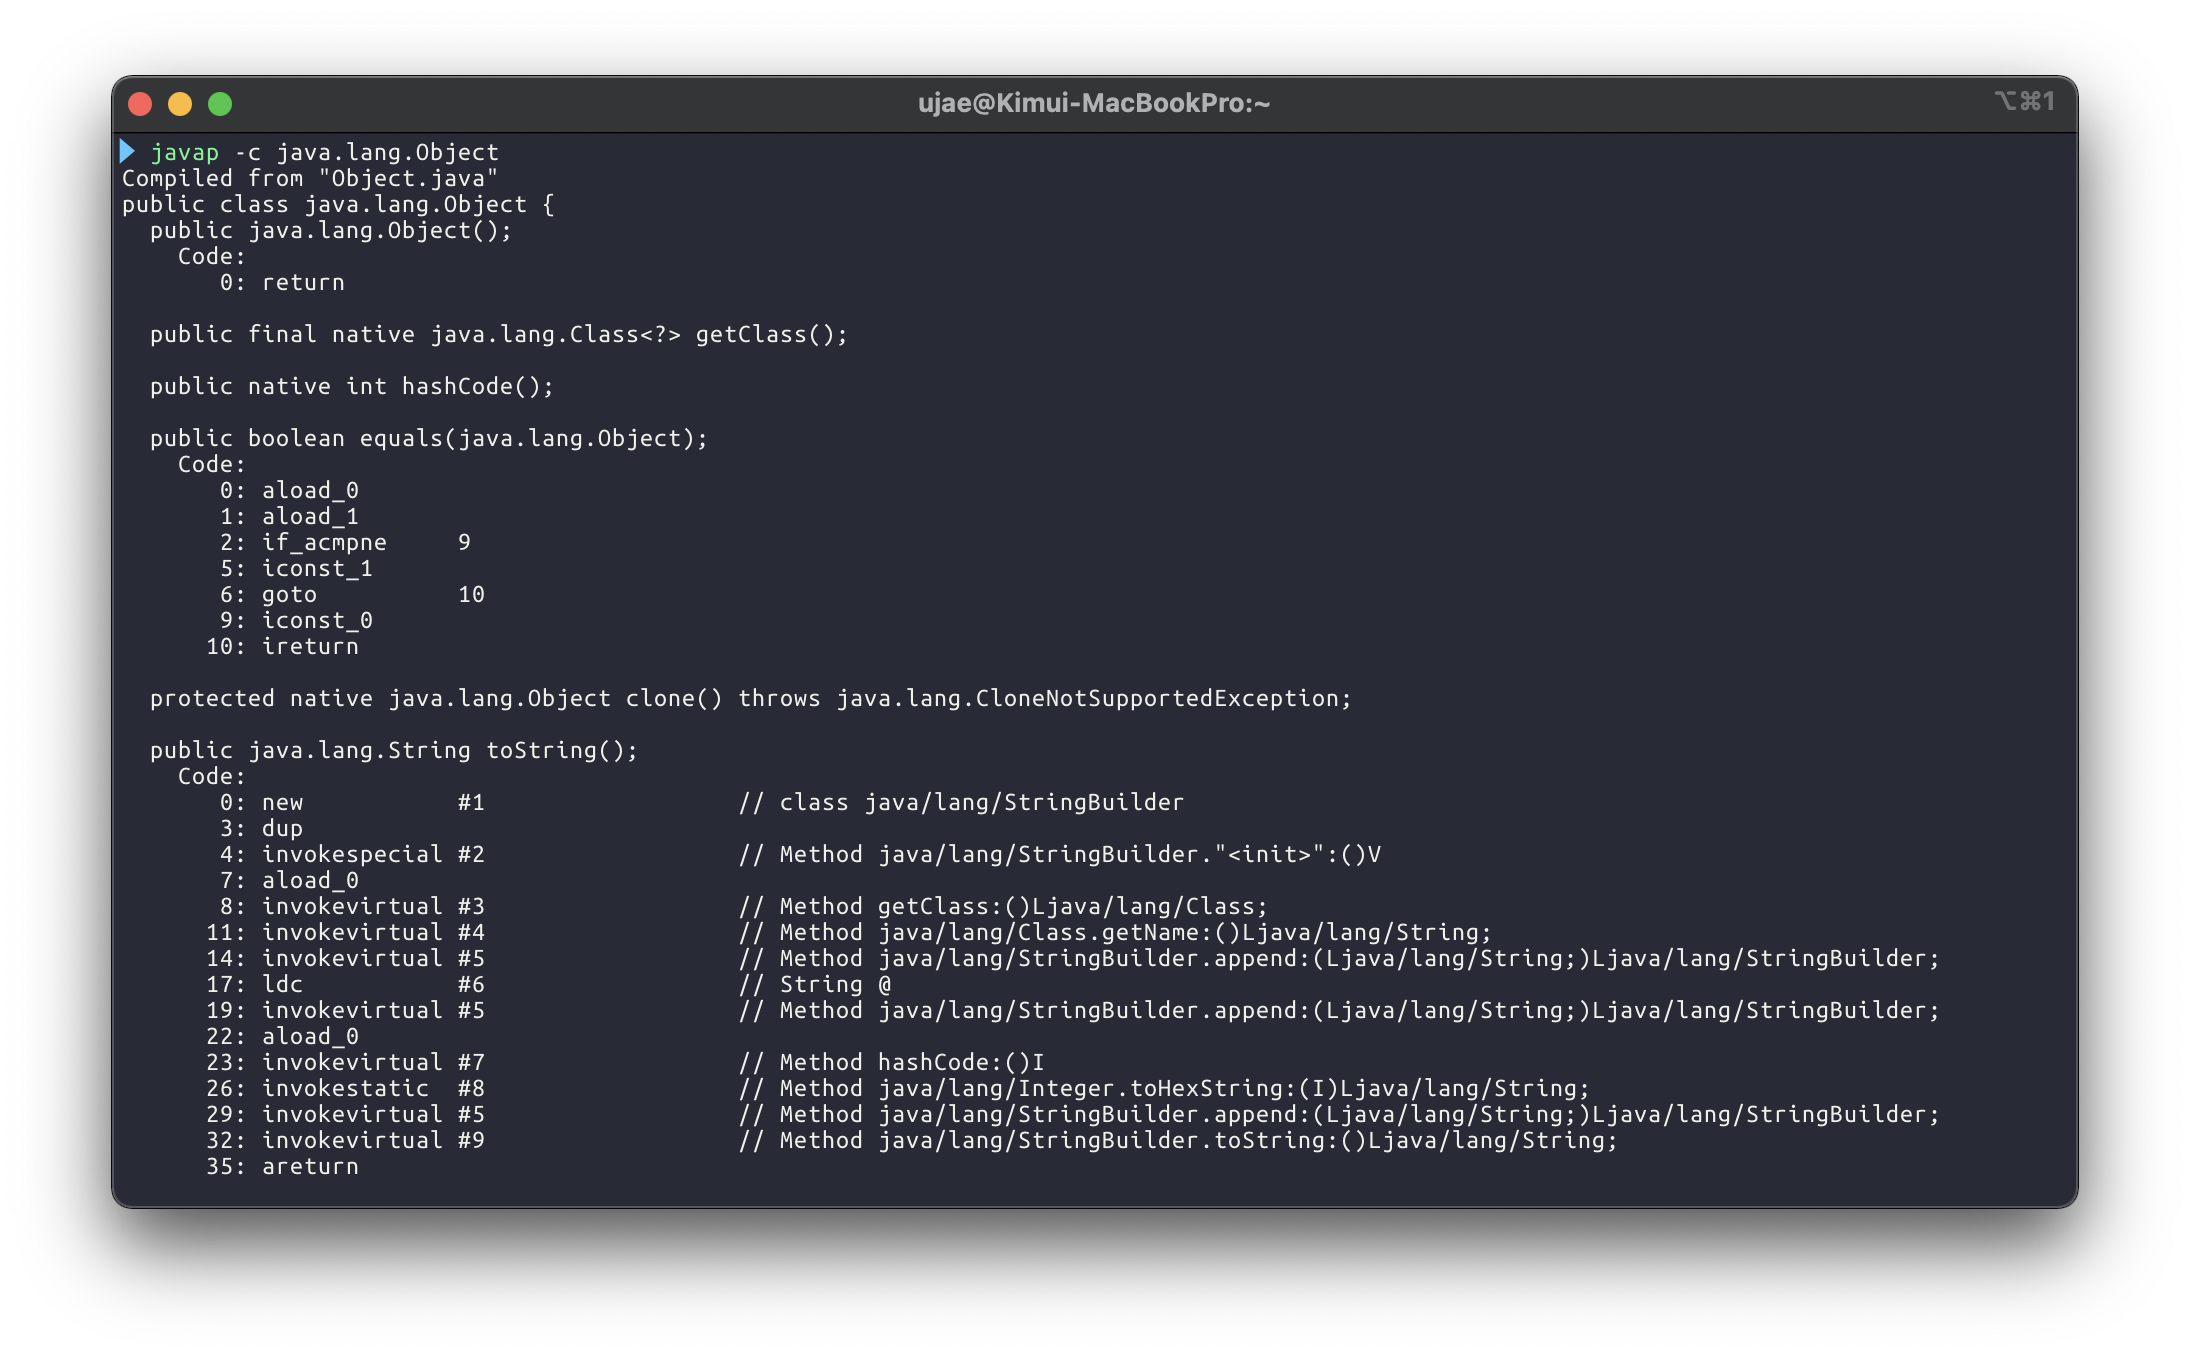 ujae@Kimui-MacBookPro:~
⌥⌘1
javap -c java.lang.Object
Compiled from "Object.java"
public class java.lang.Object {
  public java.lang.Object();
    Code:
       0: return

  public final native java.lang.Class<?> getClass();

  public native int hashCode();

  public boolean equals(java.lang.Object);
    Code:
       0: aload_0
       1: aload_1
       2: if_acmpne     9
       5: iconst_1
       6: goto          10
       9: iconst_0
      10: ireturn

  protected native java.lang.Object clone() throws java.lang.CloneNotSupportedException;

  public java.lang.String toString();
    Code:
       0: new           #1                  // class java/lang/StringBuilder
       3: dup
       4: invokespecial #2                  // Method java/lang/StringBuilder."<init>":()V
       7: aload_0
       8: invokevirtual #3                  // Method getClass:()Ljava/lang/Class;
      11: invokevirtual #4                  // Method java/lang/Class.getName:()Ljava/lang/String;
      14: invokevirtual #5                  // Method java/lang/StringBuilder.append:(Ljava/lang/String;)Ljava/lang/StringBuilder;
      17: ldc           #6                  // String @
      19: invokevirtual #5                  // Method java/lang/StringBuilder.append:(Ljava/lang/String;)Ljava/lang/StringBuilder;
      22: aload_0
      23: invokevirtual #7                  // Method hashCode:()I
      26: invokestatic  #8                  // Method java/lang/Integer.toHexString:(I)Ljava/lang/String;
      29: invokevirtual #5                  // Method java/lang/StringBuilder.append:(Ljava/lang/String;)Ljava/lang/StringBuilder;
      32: invokevirtual #9                  // Method java/lang/StringBuilder.toString:()Ljava/lang/String;
      35: areturn